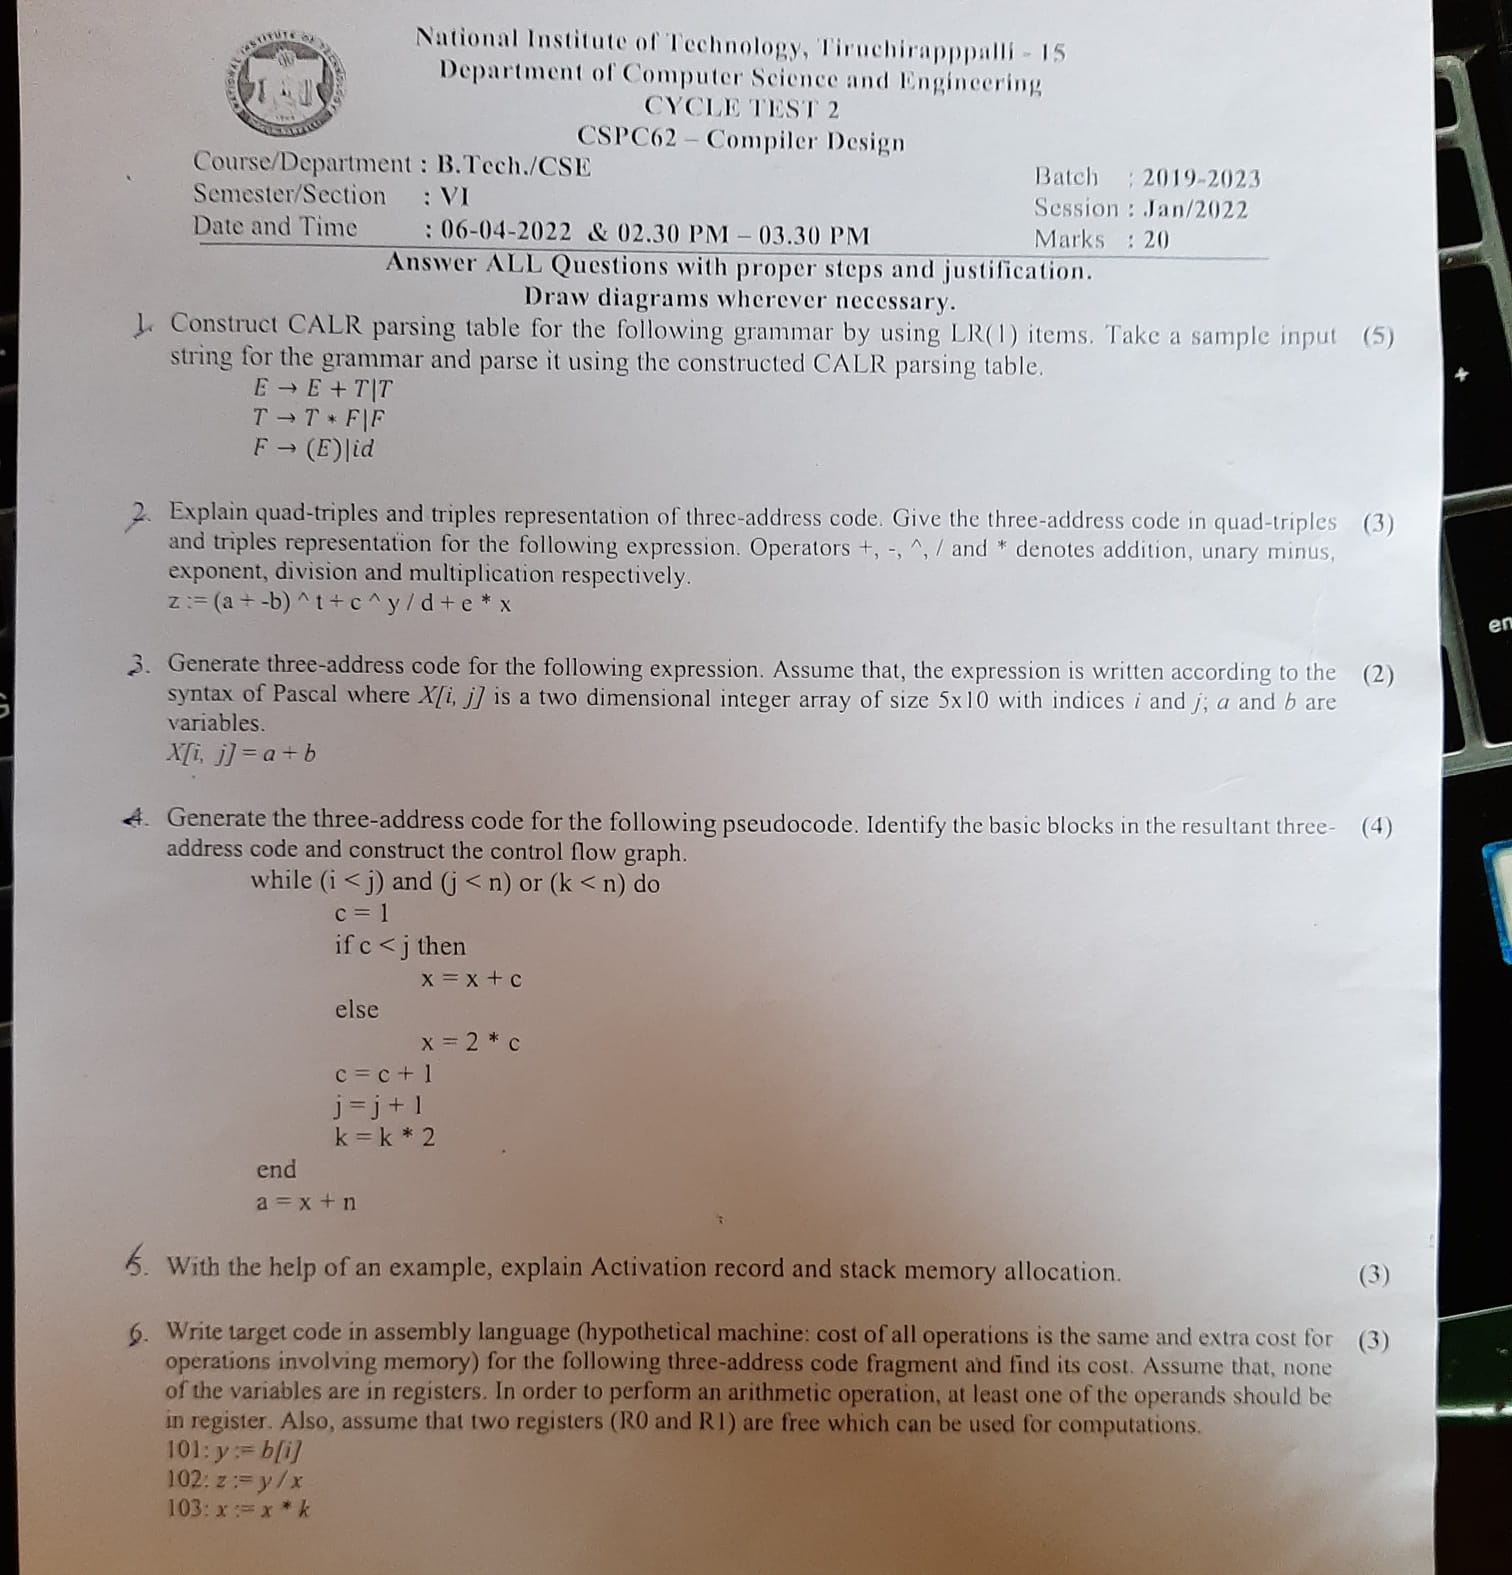 National Institute of Technology, Tiruchirapppalli - 15
Department of Computer Science and Engineering
CYCLE TEST 2
CSPC62 – Compiler Design
Course/Department : B.Tech./CSE
Batch : 2019-2023
Semester/Section : VI
Session : Jan/2022
Date and Time : 06-04-2022 & 02.30 PM – 03.30 PM
Marks : 20
Answer ALL Questions with proper steps and justification.
Draw diagrams wherever necessary.
1. Construct CALR parsing table for the following grammar by using LR(1) items. Take a sample input (5)
string for the grammar and parse it using the constructed CALR parsing table.
E → E + T|T
T → T * F|F
F → (E)|id
2. Explain quad-triples and triples representation of three-address code. Give the three-address code in quad-triples (3)
and triples representation for the following expression. Operators +, -, ^, / and * denotes addition, unary minus,
exponent, division and multiplication respectively.
z := (a + -b) ^ t + c ^ y / d + e * x
3. Generate three-address code for the following expression. Assume that, the expression is written according to the (2)
syntax of Pascal where X[i, j] is a two dimensional integer array of size 5x10 with indices i and j; a and b are
variables.
X[i, j] = a + b
4. Generate the three-address code for the following pseudocode. Identify the basic blocks in the resultant three- (4)
address code and construct the control flow graph.
while (i < j) and (j < n) or (k < n) do
c = 1
if c < j then
x = x + c
else
x = 2 * c
c = c + 1
j = j + 1
k = k * 2
end
a = x + n
5. With the help of an example, explain Activation record and stack memory allocation. (3)
6. Write target code in assembly language (hypothetical machine: cost of all operations is the same and extra cost for (3)
operations involving memory) for the following three-address code fragment and find its cost. Assume that, none
of the variables are in registers. In order to perform an arithmetic operation, at least one of the operands should be
in register. Also, assume that two registers (R0 and R1) are free which can be used for computations.
101: y := b[i]
102: z := y / x
103: x := x * k
+
en